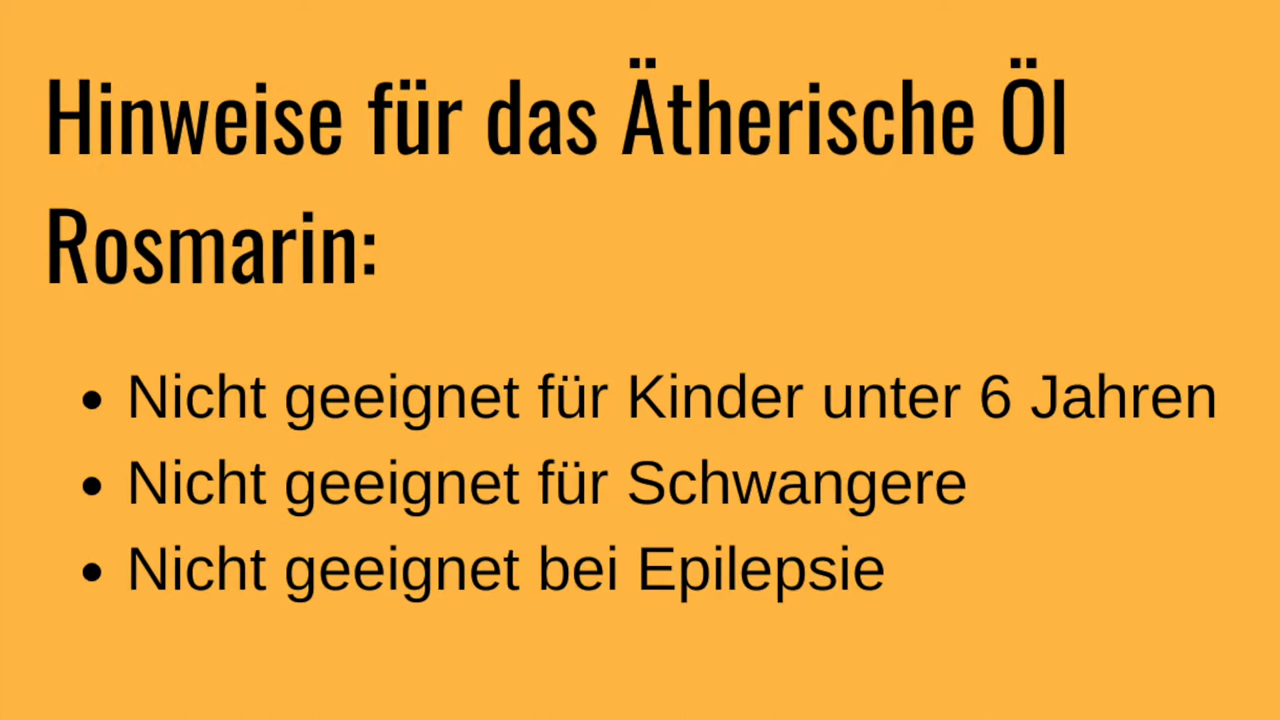 Hinweise für das Ätherische Öl
Rosmarin:
• Nicht geeignet für Kinder unter 6 Jahren
• Nicht geeignet für Schwangere
• Nicht geeignet bei Epilepsie